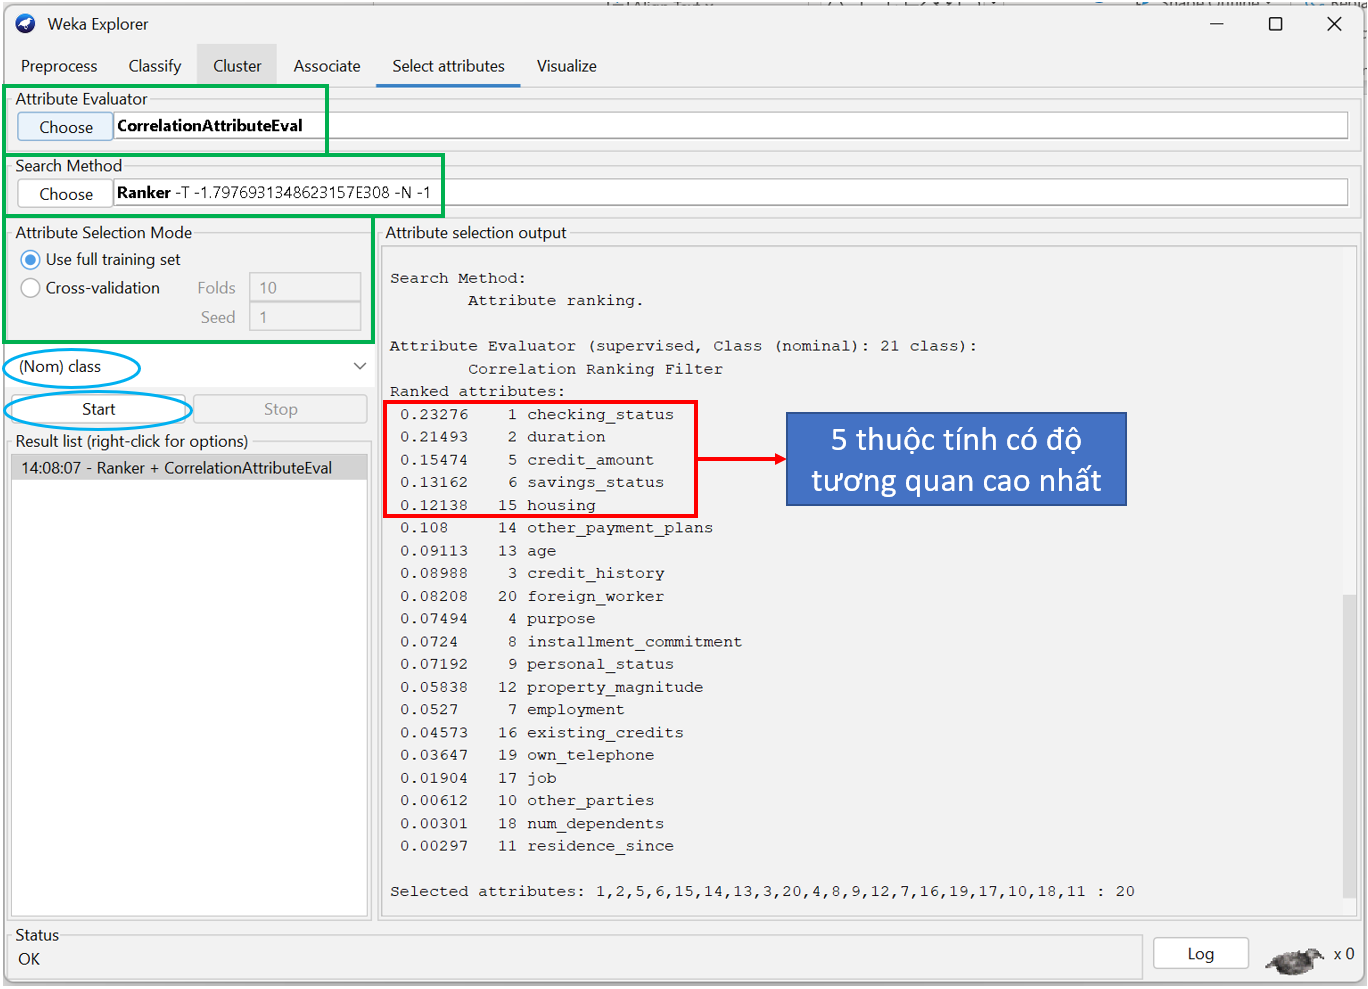 Weka Explorer
Preprocess Classify Cluster Associate Select attributes Visualize
Attribute Evaluator
Choose CorrelationAttributeEval
Search Method
Choose Ranker -T -1.7976931348623157E308 -N -1
Attribute Selection Mode
Use full training set
Cross-validation Folds 10
Seed 1
(Nom) class
Start Stop
Result list (right-click for options)
14:08:07 - Ranker + CorrelationAttributeEval
Attribute selection output
Search Method:
Attribute ranking.
Attribute Evaluator (supervised, Class (nominal): 21 class):
Correlation Ranking Filter
Ranked attributes:
0.23276 1 checking_status
0.21493 2 duration
0.15474 5 credit_amount
0.13162 6 savings_status
0.12138 15 housing
0.108 14 other_payment_plans
0.09113 13 age
0.08988 3 credit_history
0.08208 20 foreign_worker
0.07494 4 purpose
0.0724 8 installment_commitment
0.07192 9 personal_status
0.05838 12 property_magnitude
0.0527 7 employment
0.04573 16 existing_credits
0.03647 19 own_telephone
0.01904 17 job
0.00612 10 other_parties
0.00301 18 num_dependents
0.00297 11 residence_since
Selected attributes: 1,2,5,6,15,14,13,3,20,4,8,9,12,7,16,19,17,10,18,11 : 20
5 thuộc tính có độ
tương quan cao nhất
Status
OK
Log
x 0